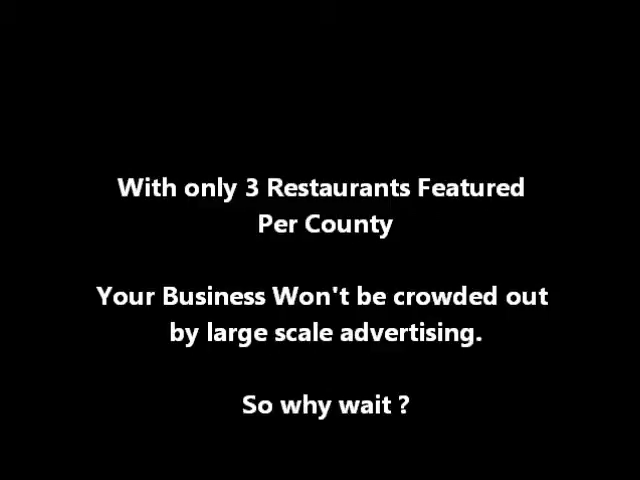 With only 3 Restaurants Featured
Per County
Your Business Won't be crowded out
by large scale advertising.
So why wait ?